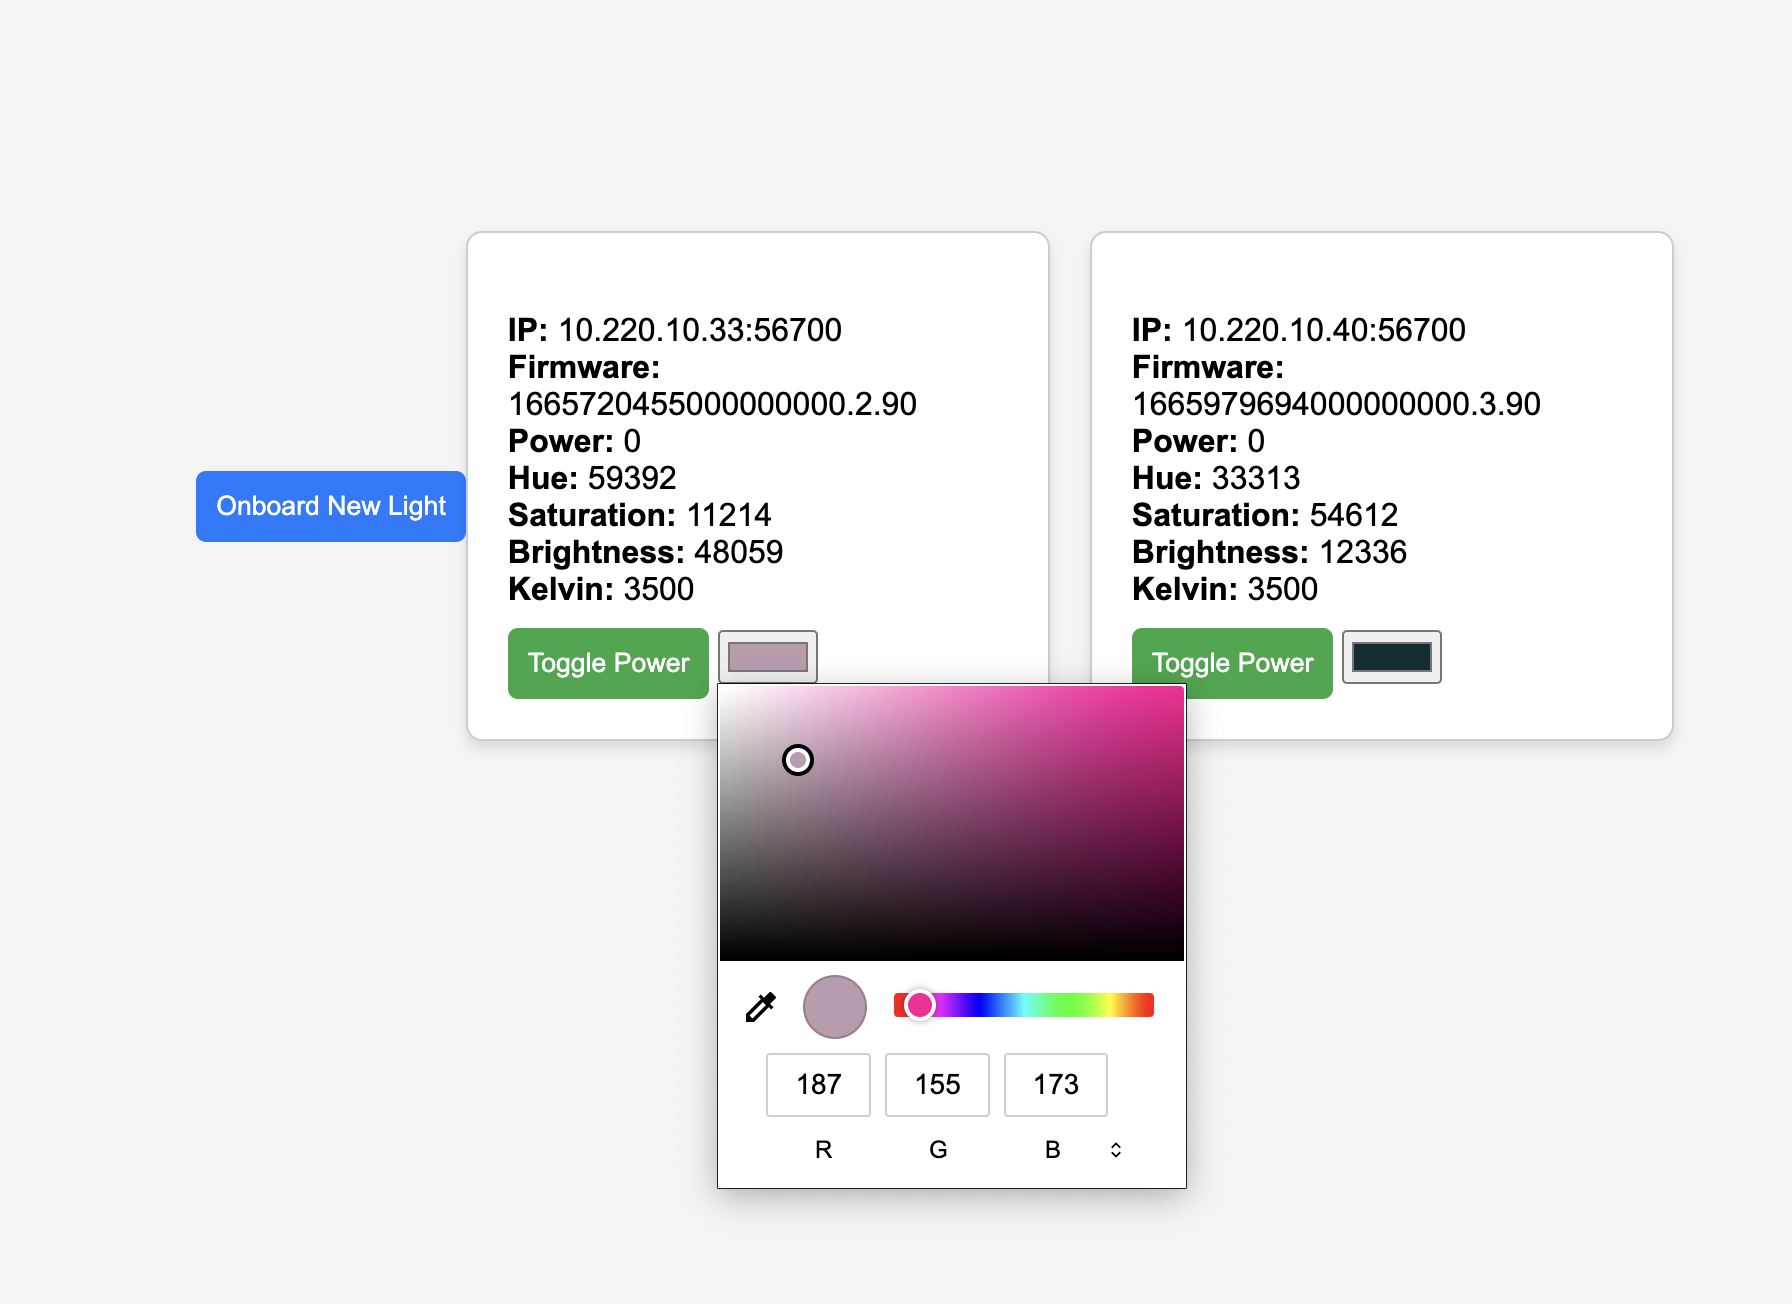 Onboard New Light
IP: 10.220.10.33:56700
Firmware:
1665720455000000000.2.90
Power: 0
Hue: 59392
Saturation: 11214
Brightness: 48059
Kelvin: 3500
Toggle Power
IP: 10.220.10.40:56700
Firmware:
1665979694000000000.3.90
Power: 0
Hue: 33313
Saturation: 54612
Brightness: 12336
Kelvin: 3500
Toggle Power
187 155 173
R G B